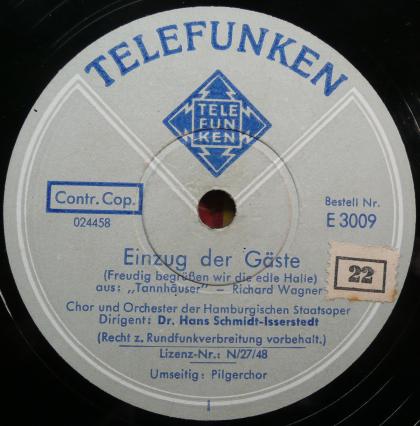 TELEFUNKEN
TELE
FUN
KEN
Contr. Cop.
024458
Bestell Nr.
E 3009
Einzug der Gäste
(Freudig begrüßen wir die edle Halle)
aus: „Tannhäuser" – Richard Wagner
22
Chor und Orchester der Hamburgischen Staatsoper
Dirigent: Dr. Hans Schmidt-Isserstedt
(Recht z. Rundfunkverbreitung vorbehalt.)
Lizenz-Nr.: N/27/48
Umseitig: Pilgerchor
1